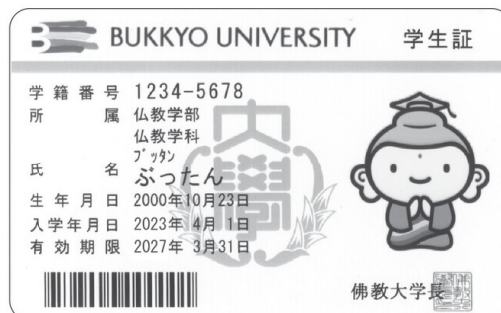 BUKKYO UNIVERSITY 学生証
学籍番号 1234-5678
所属 仏教学部
仏教学科
ブッタン
氏名 ぶったん
生年月日 2000年10月23日
入学年月日 2023年 4月 1日
有効期限 2027年 3月31日
大學
佛教大学長